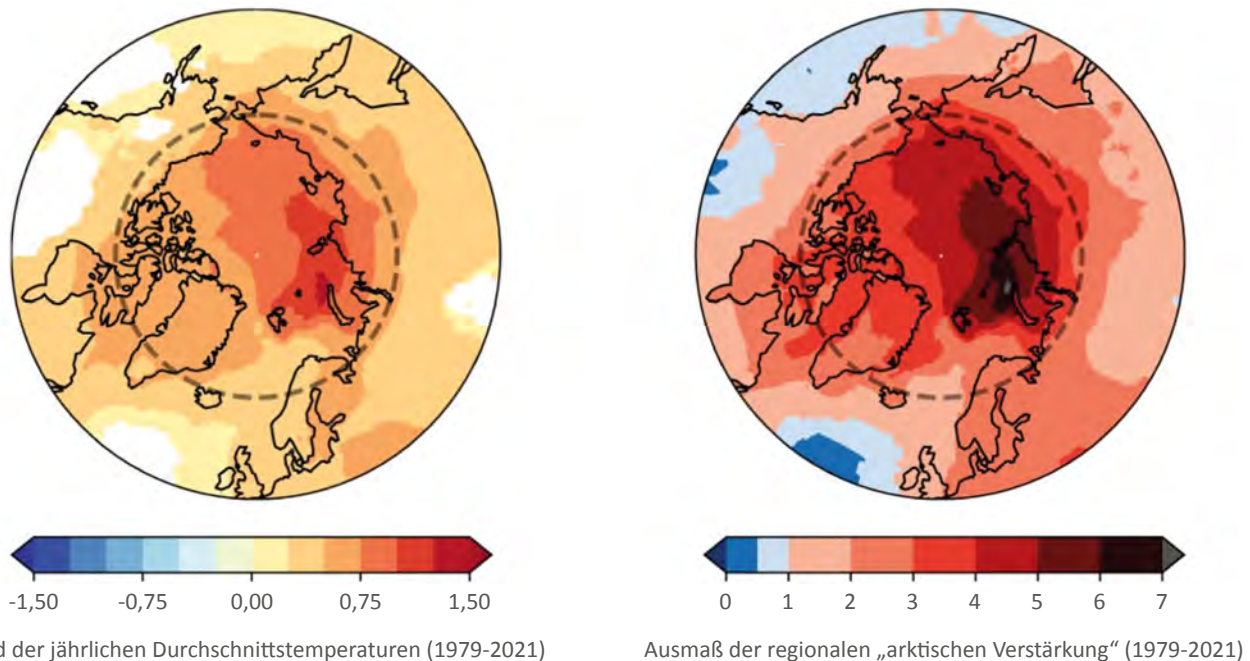 -1,50 -0,75 0,00 0,75 1,50
0 1 2 3 4 5 6 7
der jährlichen Durchschnittstemperaturen (1979-2021)
Ausmaß der regionalen „arktischen Verstärkung“ (1979-2021)